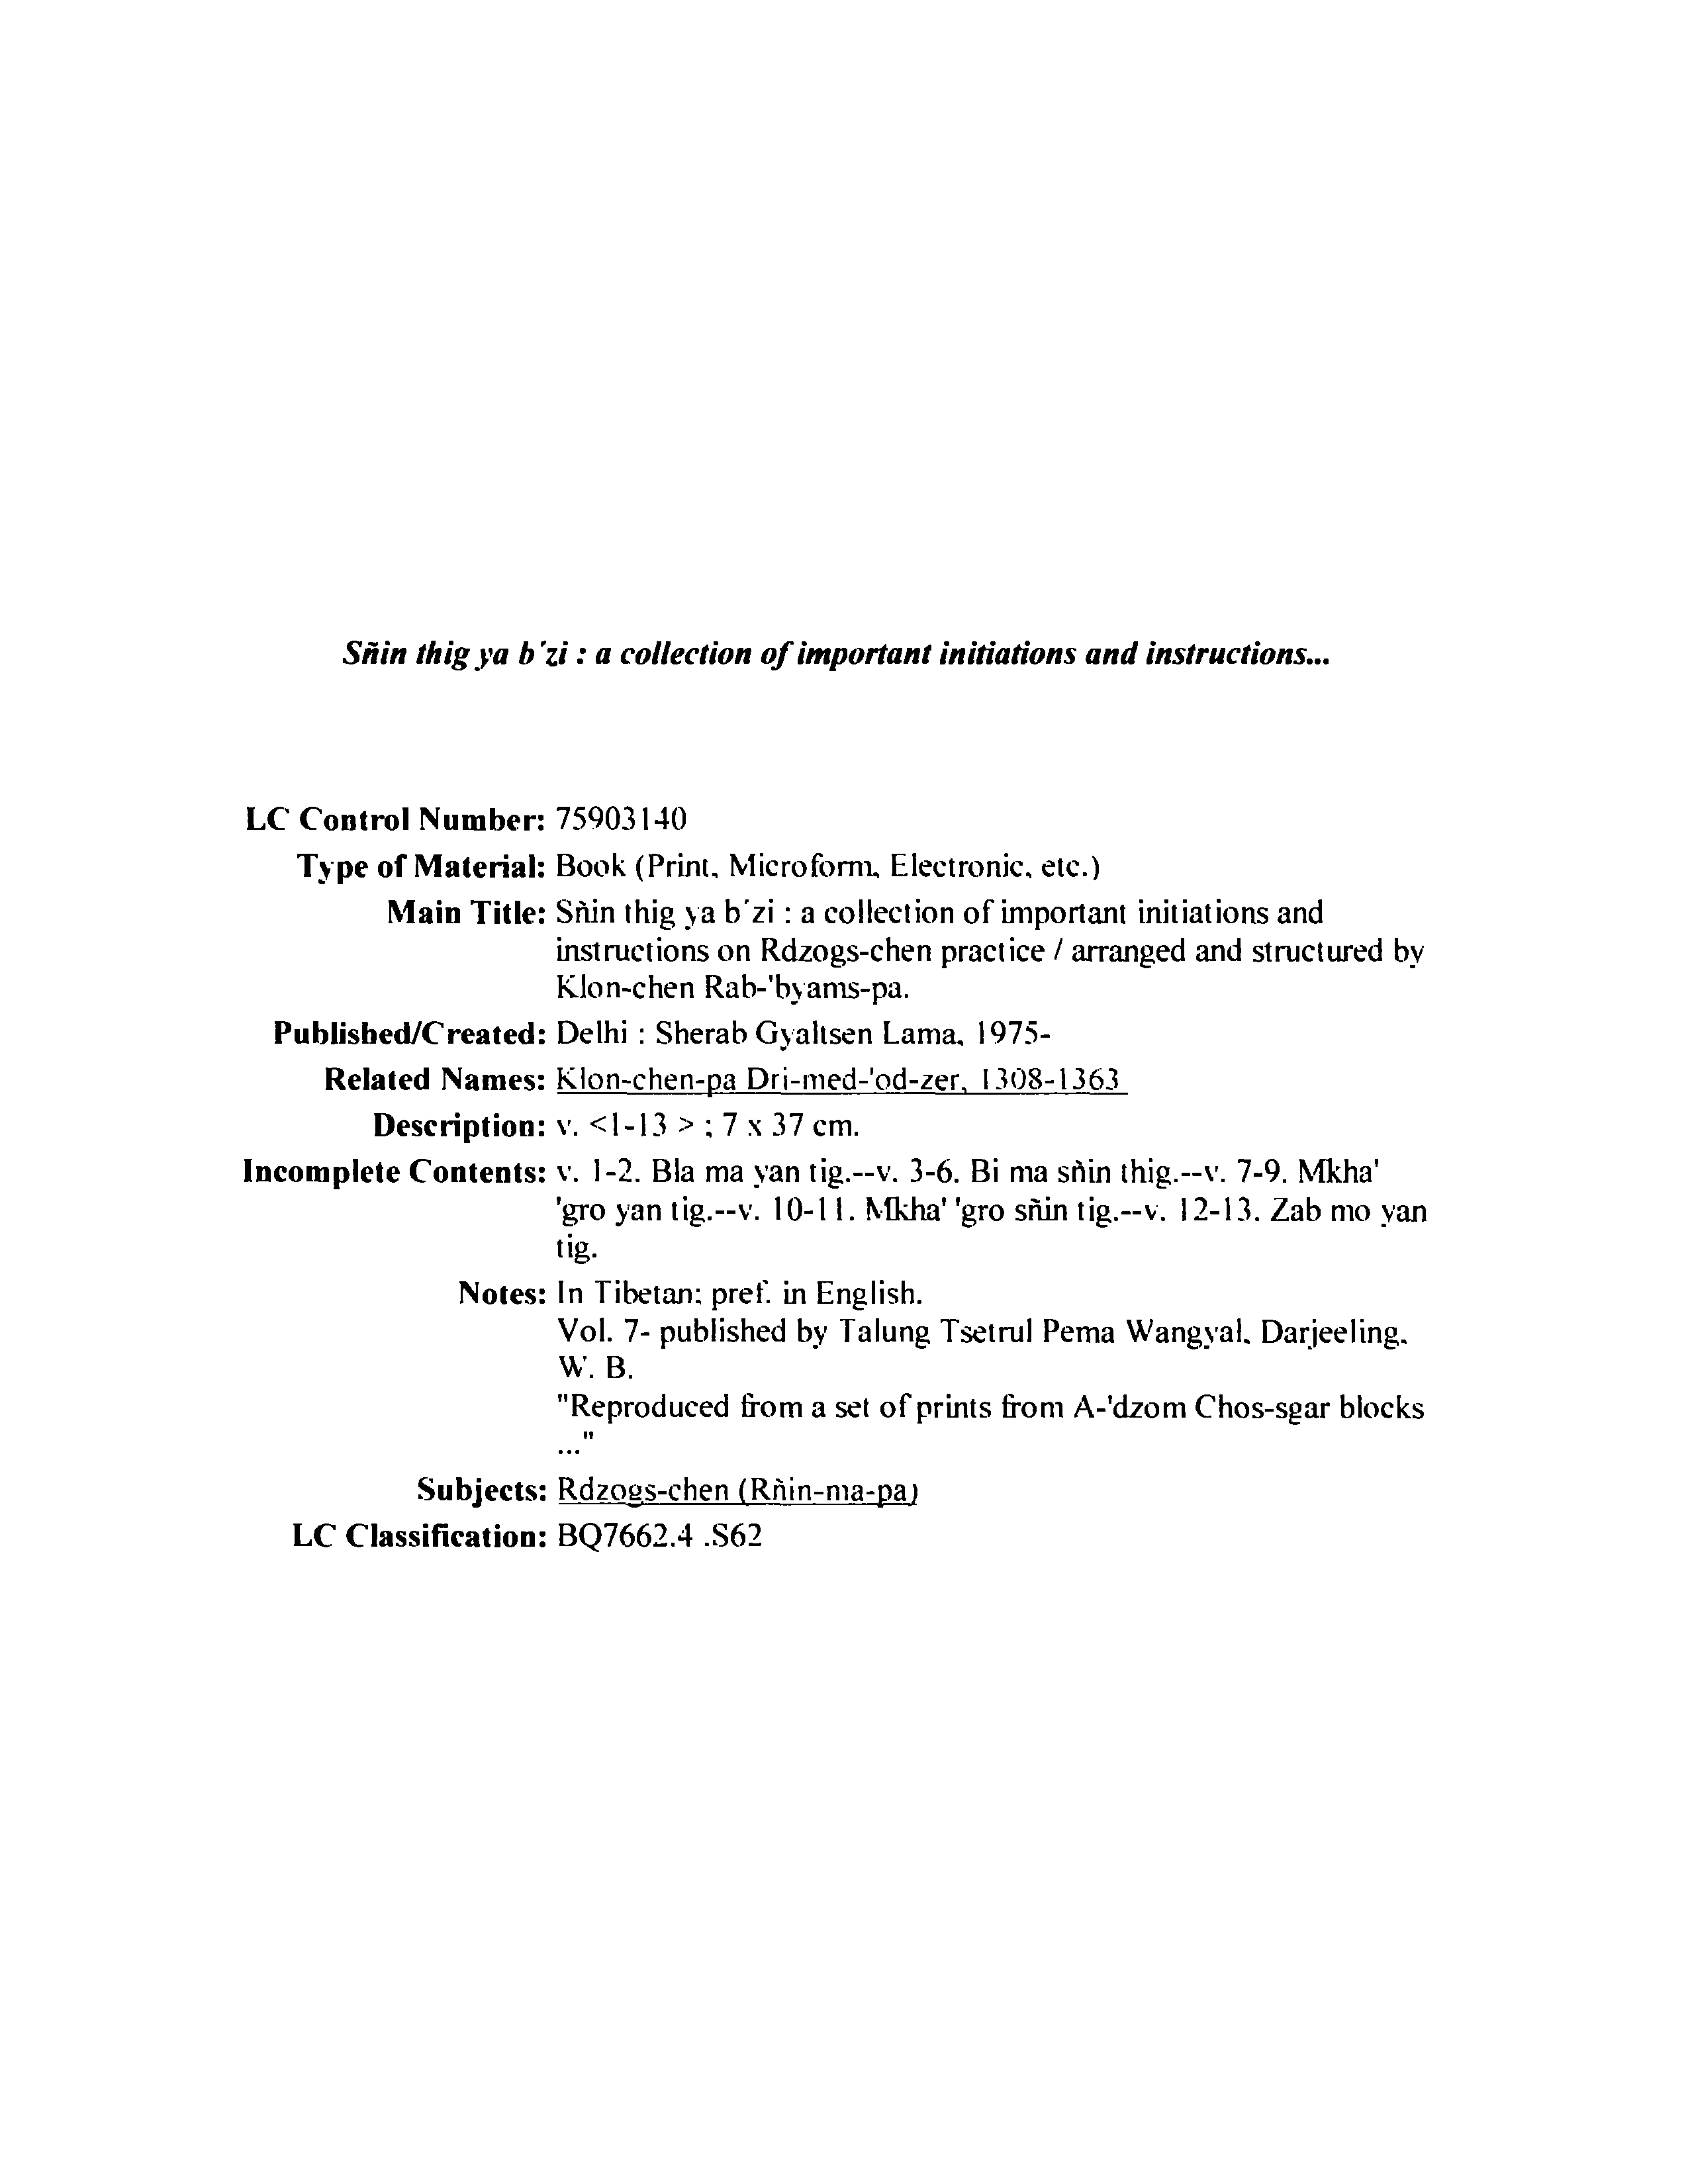 Sñin thig ya b'zi : a collection of important initiations and instructions...
LC Control Number: 75903140
Type of Material: Book (Print, Microform, Electronic, etc.)
Main Title: Sñin thig ya b'zi : a collection of important initiations and
instructions on Rdzogs-chen practice / arranged and structured by
Klon-chen Rab-'byams-pa.
Published/Created: Delhi : Sherab Gyaltsen Lama, 1975-
Related Names: Klon-chen-pa Dri-med-'od-zer, 1308-1363
Description: v. <1-13 > ; 7 x 37 cm.
Incomplete Contents: v. 1-2. Bla ma yan tig.--v. 3-6. Bi ma sñin thig.--v. 7-9. Mkha'
'gro yan tig.--v. 10-11. Mkha' 'gro sñin tig.--v. 12-13. Zab mo yan
tig.
Notes: In Tibetan; pref. in English.
Vol. 7- published by Talung Tsetrul Pema Wangyal, Darjeeling,
W. B.
"Reproduced from a set of prints from A-'dzom Chos-sgar blocks
..."
Subjects: Rdzogs-chen (Rñin-ma-pa)
LC Classification: BQ7662.4 .S62